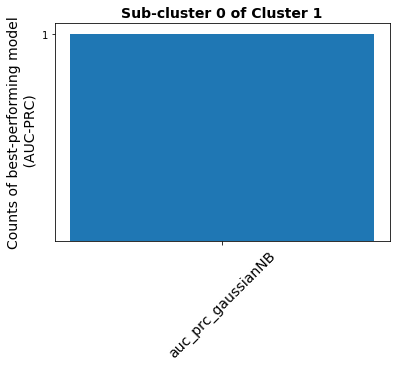 Sub-cluster 0 of Cluster 1
Counts of best-performing model
(AUC-PRC)
1
auc_prc_gaussianNB